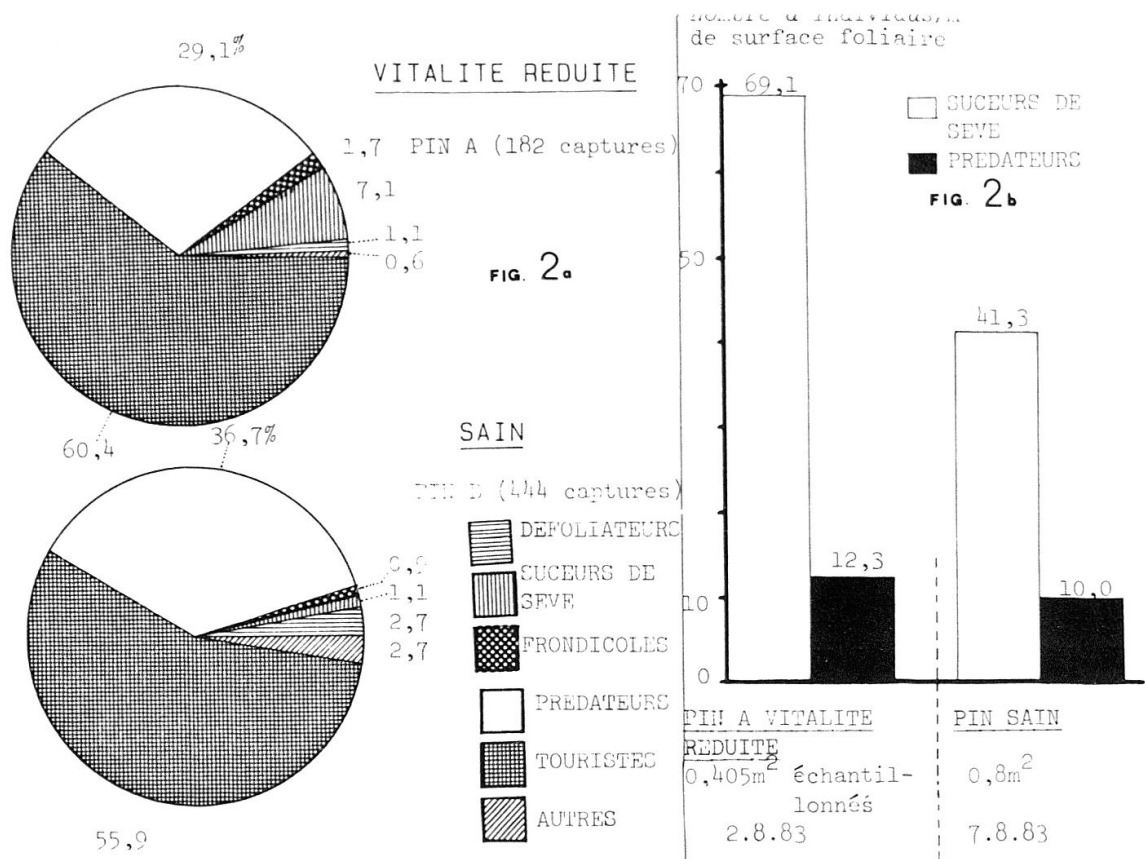 29,1%
VITALITE REDUITE
1,7 PIN A (182 captures)
7,1
1,1
0,6
FIG. 2a
60,4
36,7%
SAIN
PIN B (444 captures)
1,1
2,7
2,7
DEFOLIATEURS
SUCEURS DE
SEVE
FRONDICOLES
PREDATEURS
TOURISTES
AUTRES
55,9
de surface foliaire
70
69,1
SUCEURS DE
SEVE
PREDATEURS
FIG. 2b
50
41,3
12,3
10,0
10
0
PIN A VITALITE
REDUITE
0,405m² échantil-
lonnés
2.8.83
PIN SAIN
0,8m²
7.8.83